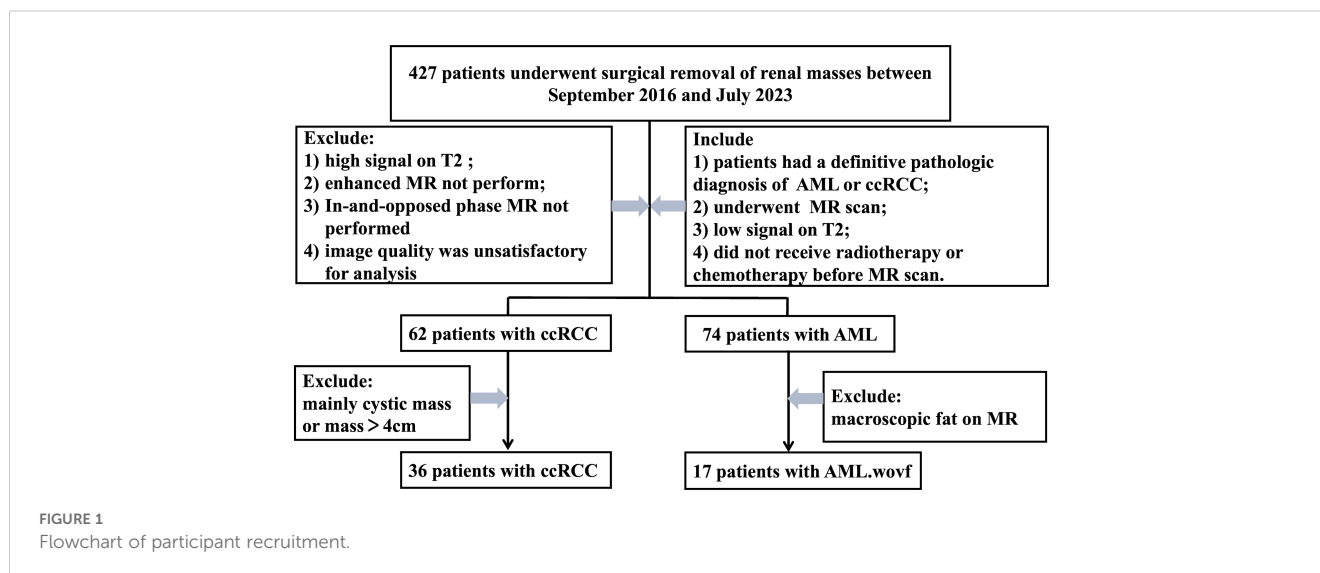 427 patients underwent surgical removal of renal masses between
September 2016 and July 2023
Exclude:
1) high signal on T2 ;
2) enhanced MR not perform;
3) In-and-opposed phase MR not
performed
4) image quality was unsatisfactory
for analysis
Include
1) patients had a definitive pathologic
diagnosis of AML or ccRCC;
2) underwent MR scan;
3) low signal on T2;
4) did not receive radiotherapy or
chemotherapy before MR scan.
62 patients with ccRCC
74 patients with AML
Exclude:
mainly cystic mass
or mass > 4cm
Exclude:
macroscopic fat on MR
36 patients with ccRCC
17 patients with AML.wovf
FIGURE 1
Flowchart of participant recruitment.